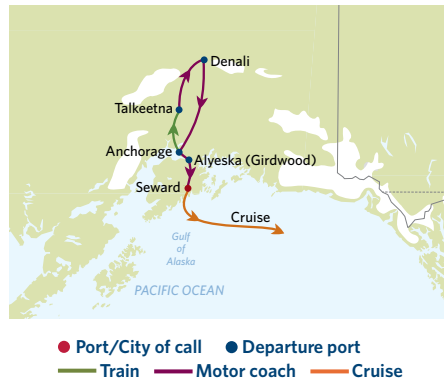 Denali
Talkeetna
Anchorage
Alyeska (Girdwood)
Seward
Cruise
Gulf
of
Alaska
PACIFIC OCEAN
Port/City of call
Departure port
Train
Motor coach
Cruise